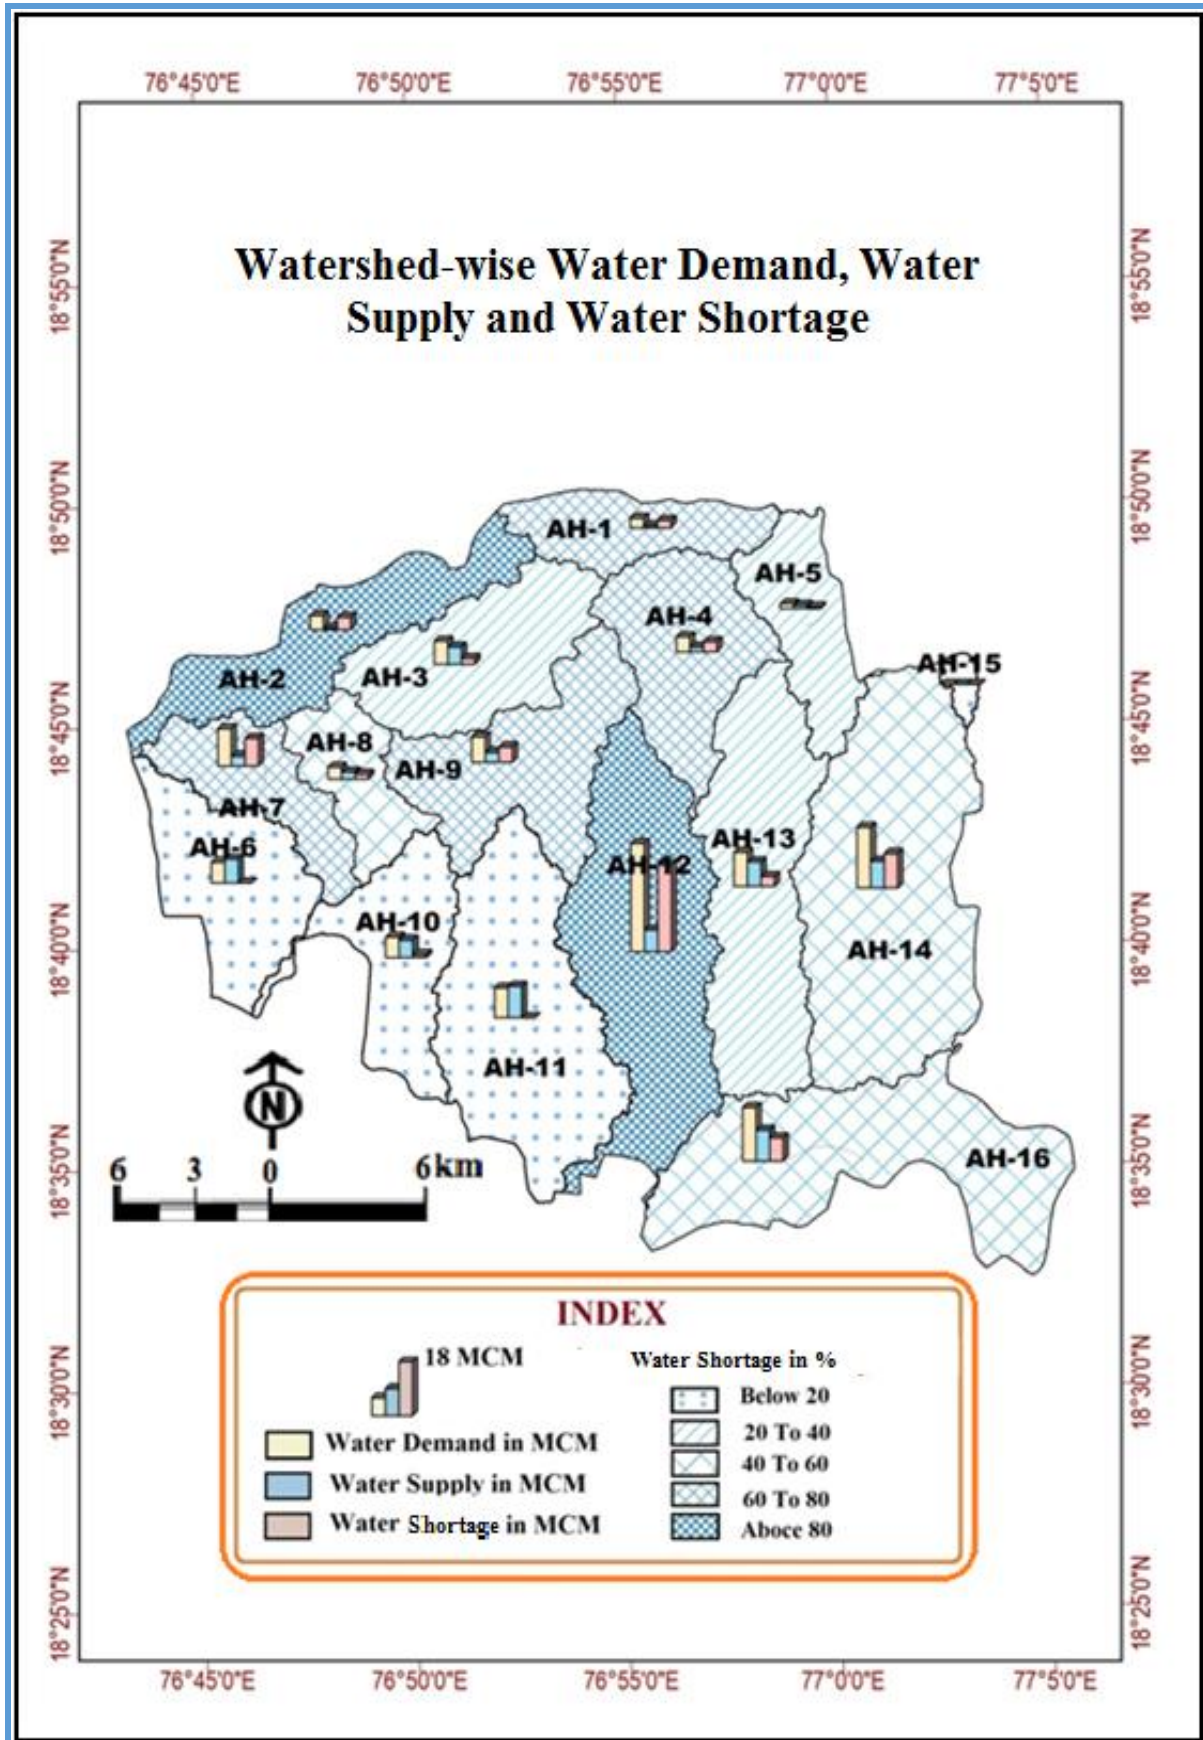 76°45'0"E 76°50'0"E 76°55'0"E 77°0'0"E 77°5'0"E
Watershed-wise Water Demand, Water
Supply and Water Shortage
18°55'0"N 18°55'0"N
18°50'0"N 18°50'0"N
AH-1
AH-5
AH-4
AH-15
AH-2
AH-3
18°45'0"N 18°45'0"N
AH-8
AH-9
AH-7
AH-13
AH-6
AH-12
AH-10
18°40'0"N 18°40'0"N
AH-14
AH-11
N
AH-16
6 3 0 6 km
18°35'0"N 18°35'0"N
INDEX
18 MCM
Water Shortage in %
18°30'0"N 18°30'0"N
Below 20
20 To 40
Water Demand in MCM
40 To 60
Water Supply in MCM
60 To 80
Water Shortage in MCM
Aboce 80
18°25'0"N 18°25'0"N
76°45'0"E 76°50'0"E 76°55'0"E 77°0'0"E 77°5'0"E